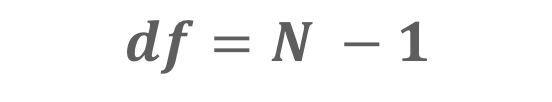 df = N − 1